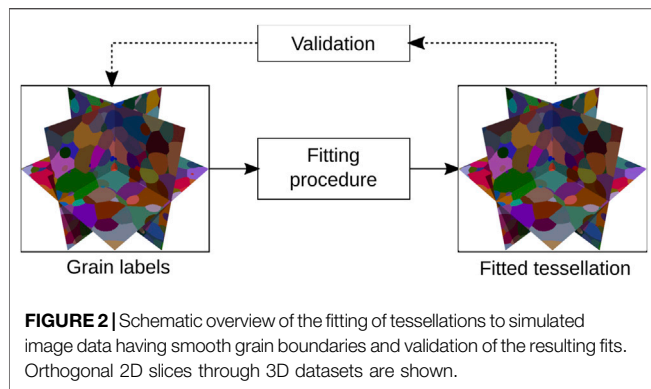 Validation
Fitting
procedure
Grain labels
Fitted tessellation
FIGURE 2 | Schematic overview of the fitting of tessellations to simulated
image data having smooth grain boundaries and validation of the resulting fits.
Orthogonal 2D slices through 3D datasets are shown.